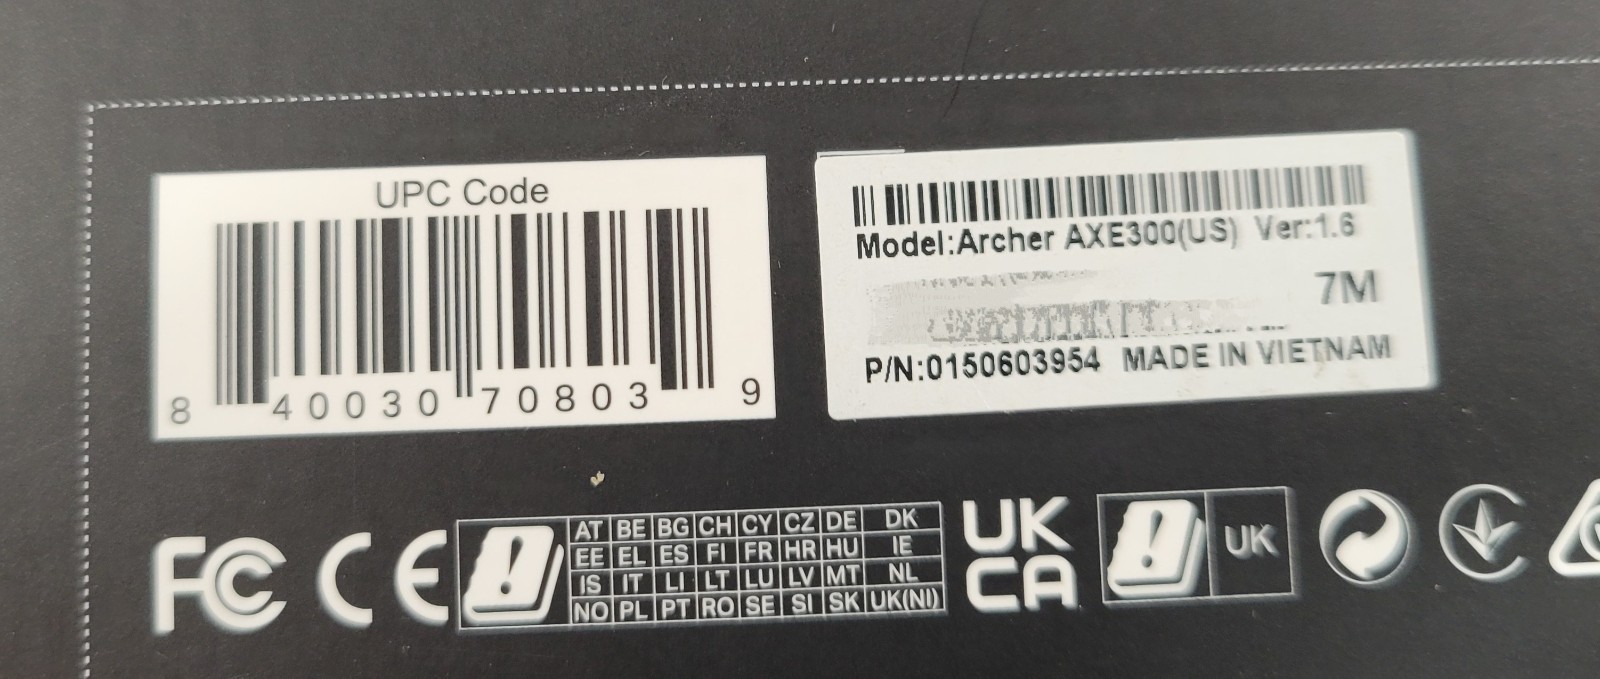 UPC Code
8 40030 70803 9
Model:Archer AXE300(US) Ver:1.6
7M
P/N:0150603954 MADE IN VIETNAM
FC CE
AT BE BG CH CY CZ DE DK
EE EL ES FI FR HR HU IE
IS IT LI LT LU LV MT NL
NO PL PT RO SE SI SK UK(NI)
UK
CA
UK